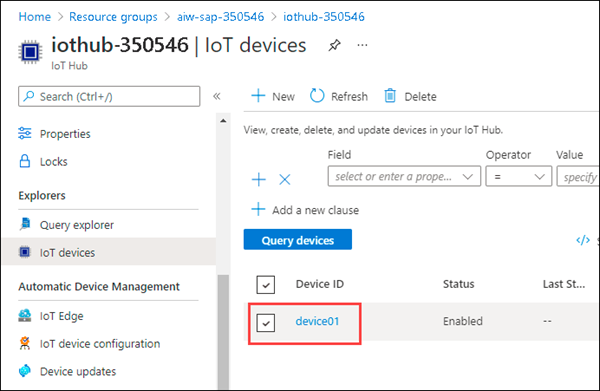 Home > Resource groups > aiw-sap-350546 > iothub-350546
iothub-350546 | IoT devices
IoT Hub
Search (Ctrl+/)
Properties
Locks
Explorers
Query explorer
IoT devices
Automatic Device Management
IoT Edge
IoT device configuration
Device updates
New Refresh Delete
View, create, delete, and update devices in your IoT Hub.
Field Operator Value
select or enter a prope... = specify
Add a new clause
Query devices </>
Device ID Status Last St...
device01 Enabled --